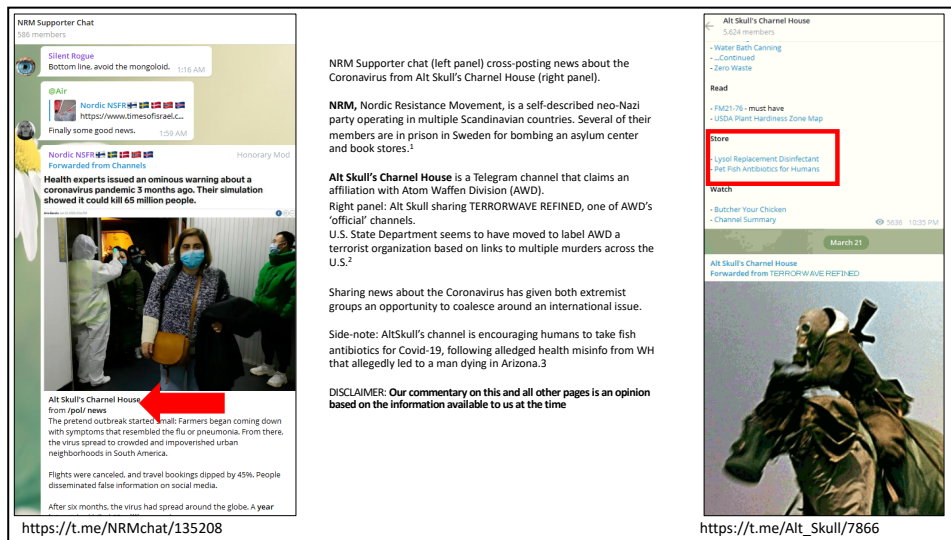 NRM Supporter Chat
586 members
Silent Rogue
Bottom line, avoid the mongoloid. 1:18 AM
@Air
Nordic NSFR
https://www.timesofisrael.c...
Finally some good news. 1:59 AM
Nordic NSFR Honorary Mod
Forwarded from Channels
Health experts issued an ominous warning about a
coronavirus pandemic 3 months ago. Their simulation
showed it could kill 65 million people.
Alt Skull's Charnel House
from /pol/ news
The pretend outbreak started small: Farmers began coming down
with symptoms that resembled the flu or pneumonia. From there,
the virus spread to crowded and impoverished urban
neighborhoods in South America.
Flights were canceled, and travel bookings dipped by 45%. People
disseminated false information on social media.
After six months, the virus had spread around the globe. A year
https://t.me/NRMchat/135208
NRM Supporter chat (left panel) cross-posting news about the
Coronavirus from Alt Skull's Charnel House (right panel).
NRM, Nordic Resistance Movement, is a self-described neo-Nazi
party operating in multiple Scandinavian countries. Several of their
members are in prison in Sweden for bombing an asylum center
and book stores.1
Alt Skull's Charnel House is a Telegram channel that claims an
affiliation with Atom Waffen Division (AWD).
Right panel: Alt Skull sharing TERRORWAVE REFINED, one of AWD's
'official' channels.
U.S. State Department seems to have moved to label AWD a
terrorist organization based on links to multiple murders across the
U.S.2
Sharing news about the Coronavirus has given both extremist
groups an opportunity to coalesce around an international issue.
Side-note: AltSkull's channel is encouraging humans to take fish
antibiotics for Covid-19, following alledged health misinfo from WH
that allegedly led to a man dying in Arizona.3
DISCLAIMER: Our commentary on this and all other pages is an opinion
based on the information available to us at the time
Alt Skull's Charnel House
5,624 members
- Water Bath Canning
- ...Continued
- Zero Waste
Read
- FM21-76 - must have
- USDA Plant Hardiness Zone Map
Store
- Lysol Replacement Disinfectant
- Pet Fish Antibiotics for Humans
Watch
- Butcher Your Chicken
- Channel Summary
5636 10:35 PM
March 21
Alt Skull's Charnel House
Forwarded from TERRORWAVE REFINED
https://t.me/Alt_Skull/7866